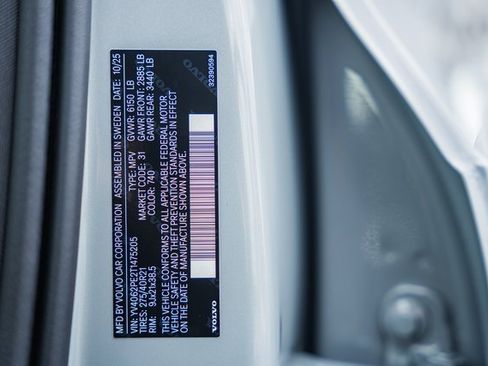 MFD BY VOLVO CAR CORPORATION ASSEMBLED IN SWEDEN DATE: 10/25
VIN: YV4062PE2T1475205 TYPE: MPV GVWR: 6150 LB
TIRES: 275/40R21 MARKET CODE: 31 GAWR FRONT: 2885 LB
RIM: 9Jx21x38.5 COLOR: 740 GAWR REAR: 3440 LB
THIS VEHICLE CONFORMS TO ALL APPLICABLE FEDERAL MOTOR
VEHICLE SAFETY AND THEFT PREVENTION STANDARDS IN EFFECT
ON THE DATE OF MANUFACTURE SHOWN ABOVE.
VOLVO 32390594
VOLVO